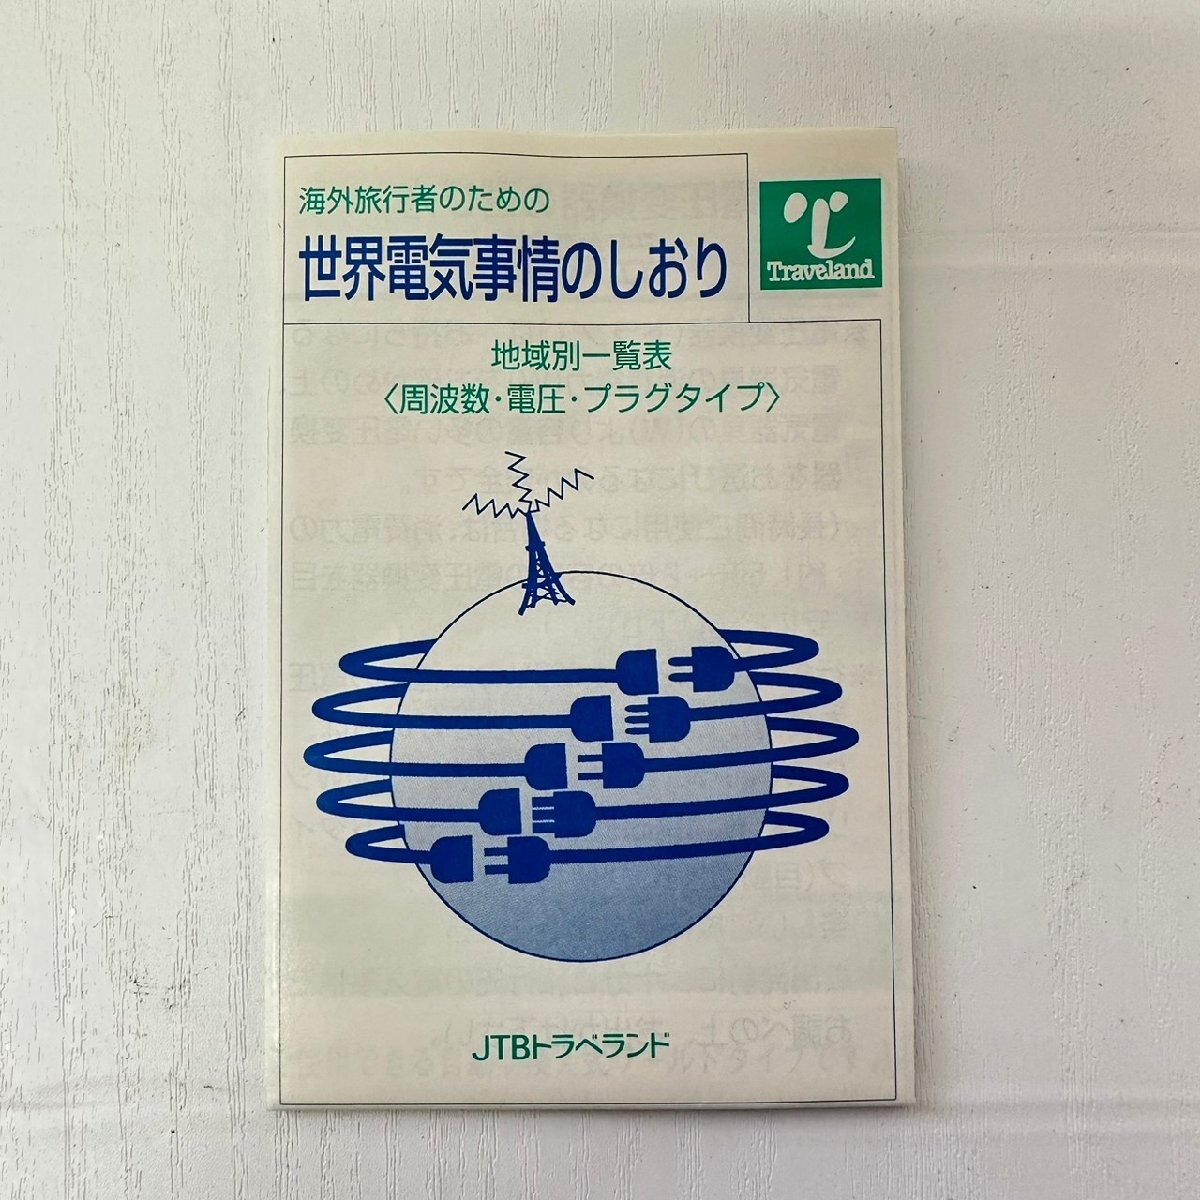 海外旅行者のための
世界電気事情のしおり
Traveland
地域別一覧表
〈周波数・電圧・プラグタイプ〉
JTBトラベランド